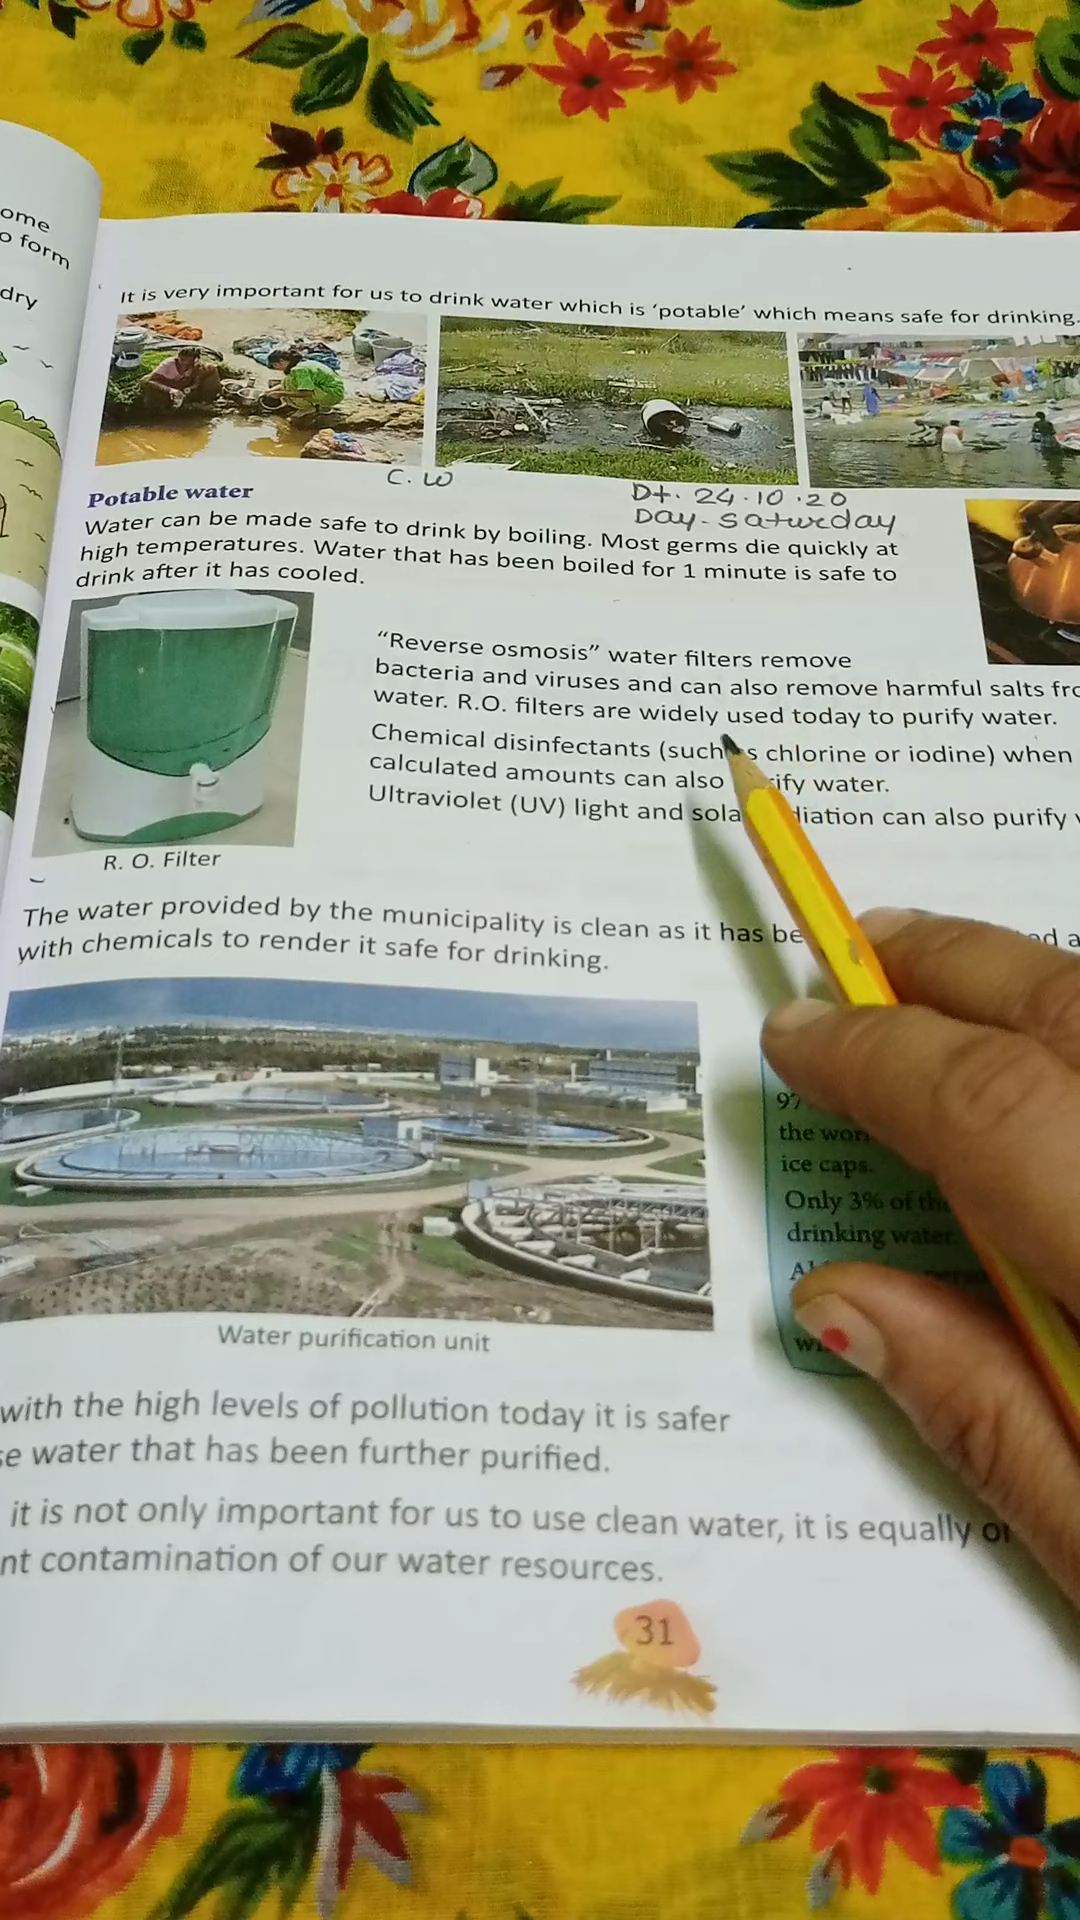 ome
o form
dry
It is very important for us to drink water which is ‘potable’ which means safe for drinking.
C.W
Dt. 24.10.20
Day-Saturday
Potable water
Water can be made safe to drink by boiling. Most germs die quickly at
high temperatures. Water that has been boiled for 1 minute is safe to
drink after it has cooled.
“Reverse osmosis” water filters remove
bacteria and viruses and can also remove harmful salts fro
water. R.O. filters are widely used today to purify water.
Chemical disinfectants (such s chlorine or iodine) when
calculated amounts can also ify water.
Ultraviolet (UV) light and sola diation can also purify
R. O. Filter
The water provided by the municipality is clean as it has be
with chemicals to render it safe for drinking.
97
the wor
ice caps.
Only 3% of the
drinking water
Water purification unit
with the high levels of pollution today it is safer
se water that has been further purified.
it is not only important for us to use clean water, it is equally
nt contamination of our water resources.
31